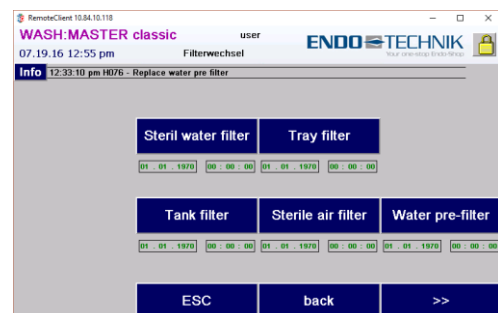 RemoteClient 10.84.10.118
WASH:MASTER classic user
ENDO TECHNIK
Your one-stop Endo-Shop
07.19.16 12:55 pm Filterwechsel
Info 12:33:10 pm H076 - Replace water pre filter
Steril water filter Tray filter
01 . 01 . 1970 00 : 00 : 00 01 . 01 . 1970 00 : 00 : 00
Tank filter Sterile air filter Water pre-filter
01 . 01 . 1970 00 : 00 : 00 01 . 01 . 1970 00 : 00 : 00 01 . 01 . 1970 00 : 00 : 00
ESC back >>